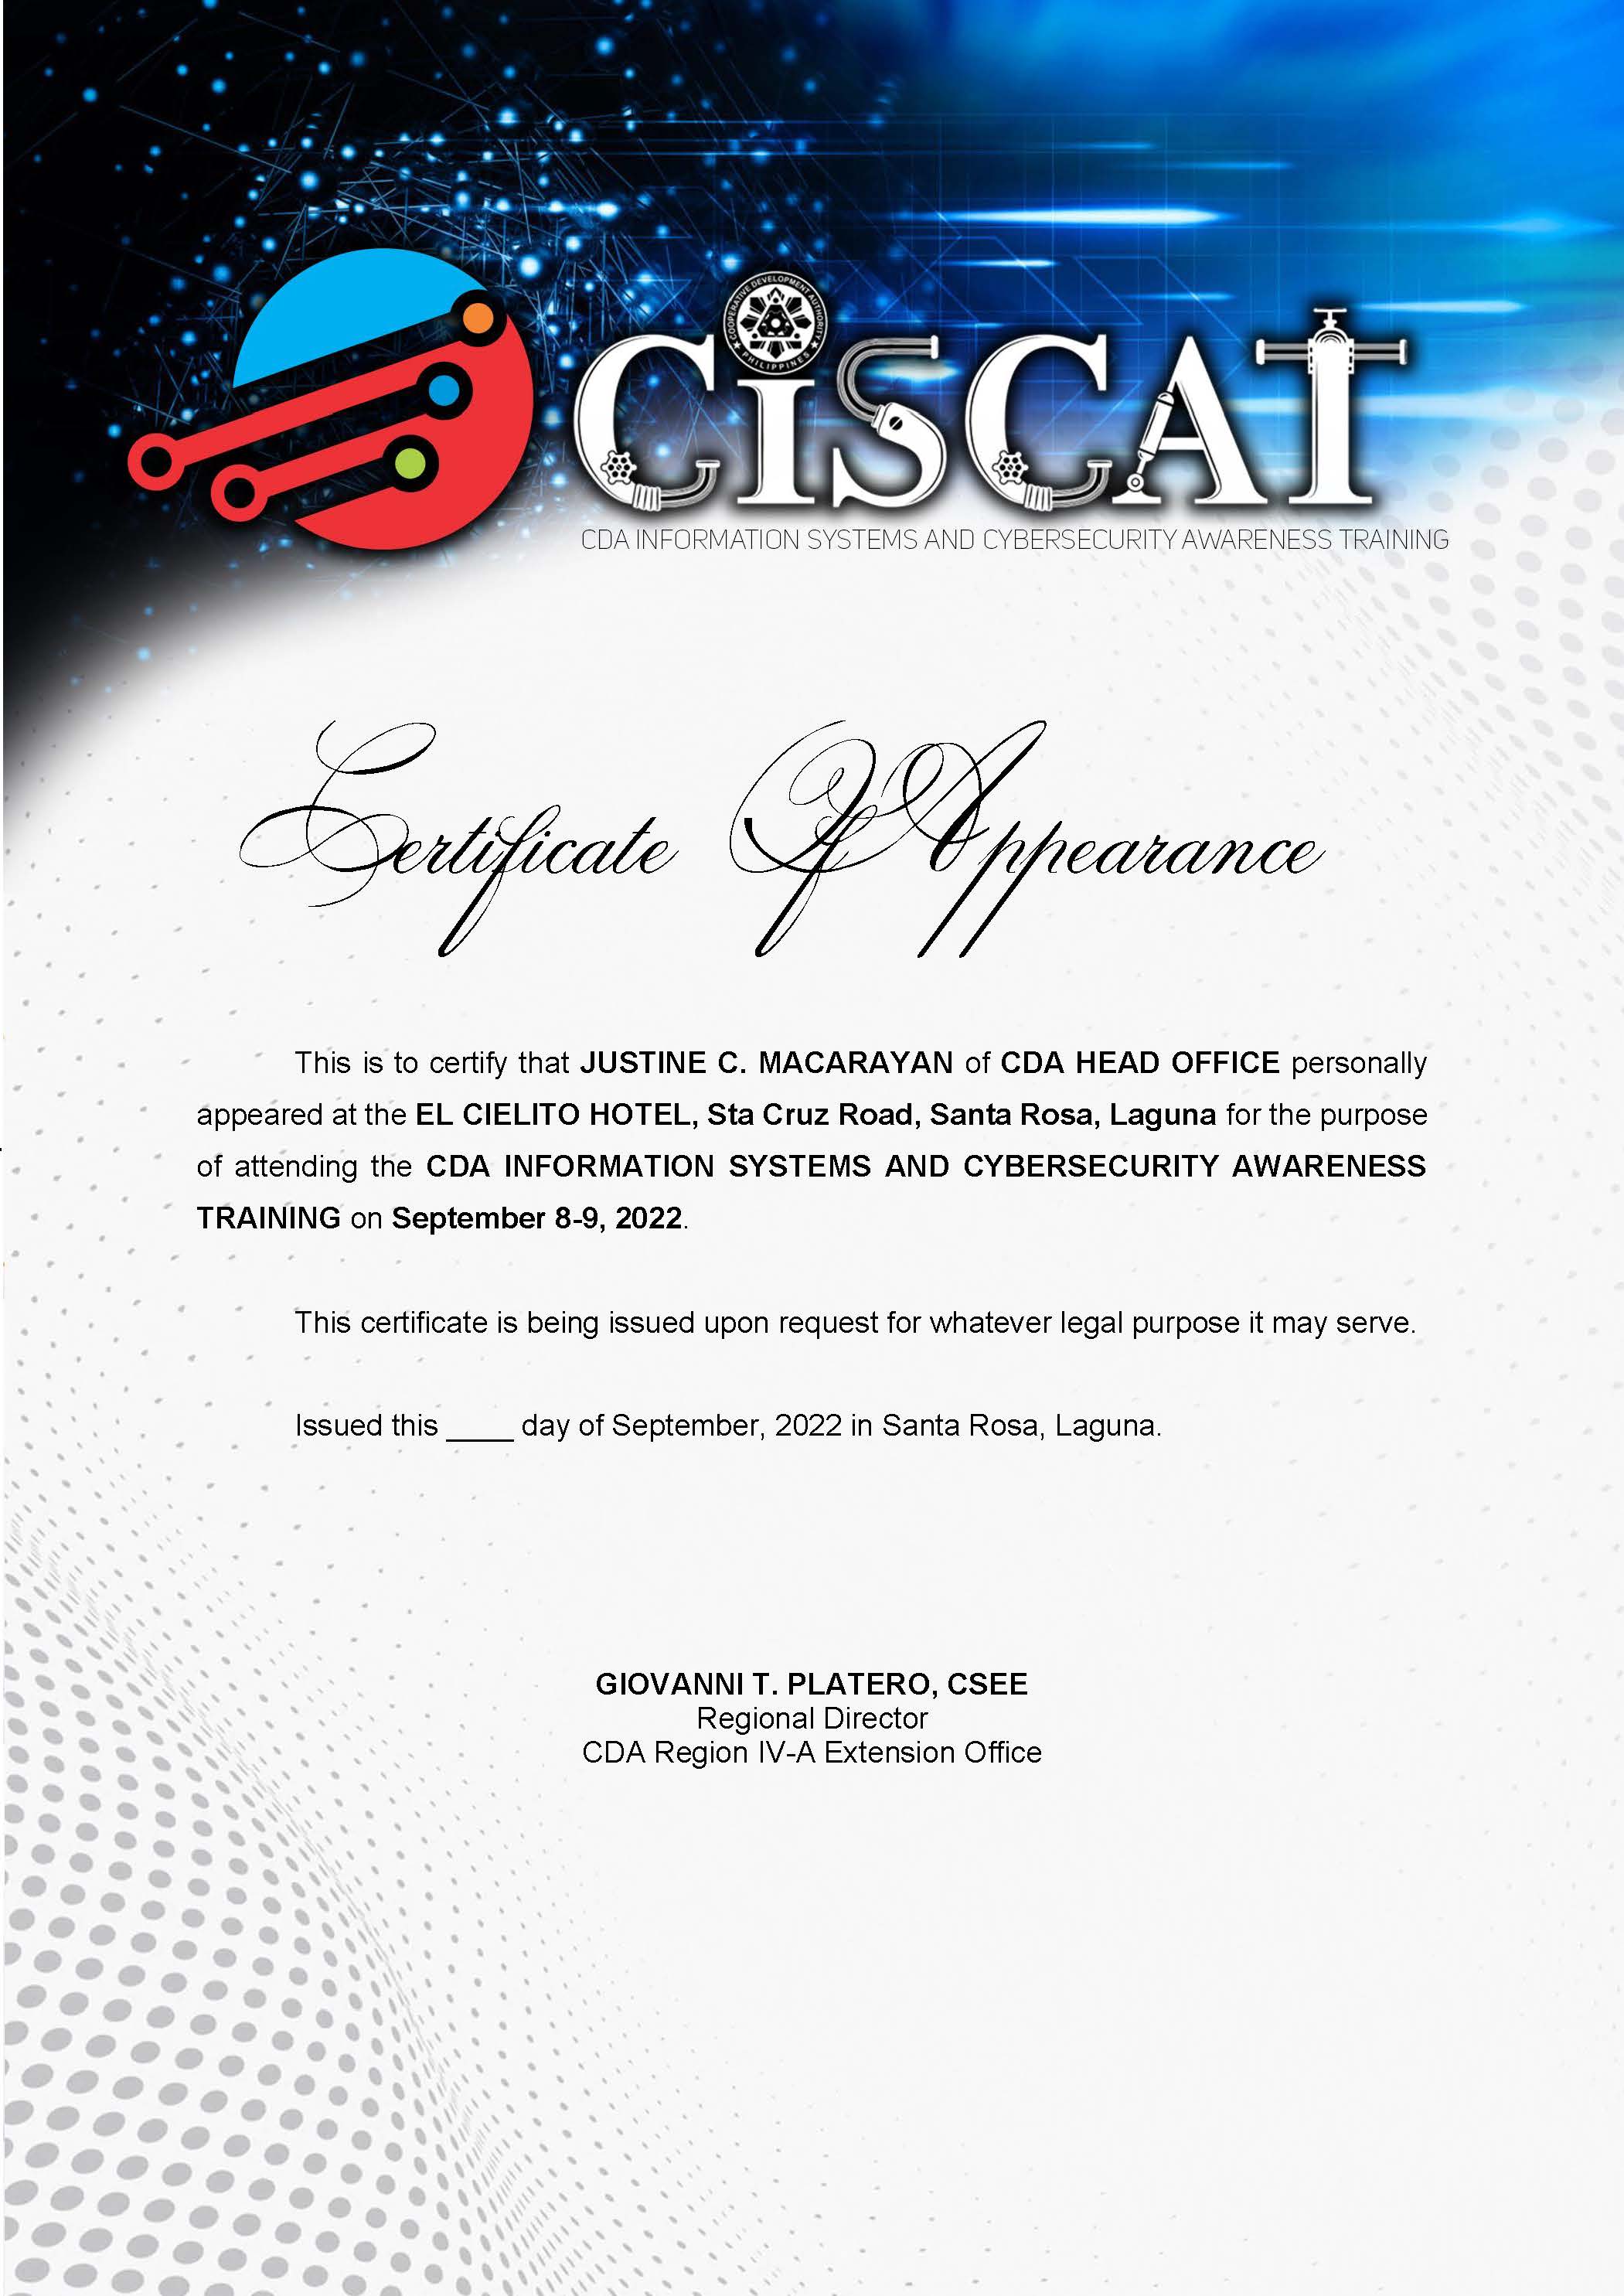 COOPERATIVE DEVELOPMENT AUTHORITY
PHILIPPINES
CiSCAT
CDA INFORMATION SYSTEMS AND CYBERSECURITY AWARENESS TRAINING
Certificate Of Appearance
This is to certify that JUSTINE C. MACARAYAN of CDA HEAD OFFICE personally
appeared at the EL CIELITO HOTEL, Sta Cruz Road, Santa Rosa, Laguna for the purpose
of attending the CDA INFORMATION SYSTEMS AND CYBERSECURITY AWARENESS
TRAINING on September 8-9, 2022.
This certificate is being issued upon request for whatever legal purpose it may serve.
Issued this ____ day of September, 2022 in Santa Rosa, Laguna.
GIOVANNI T. PLATERO, CSEE
Regional Director
CDA Region IV-A Extension Office